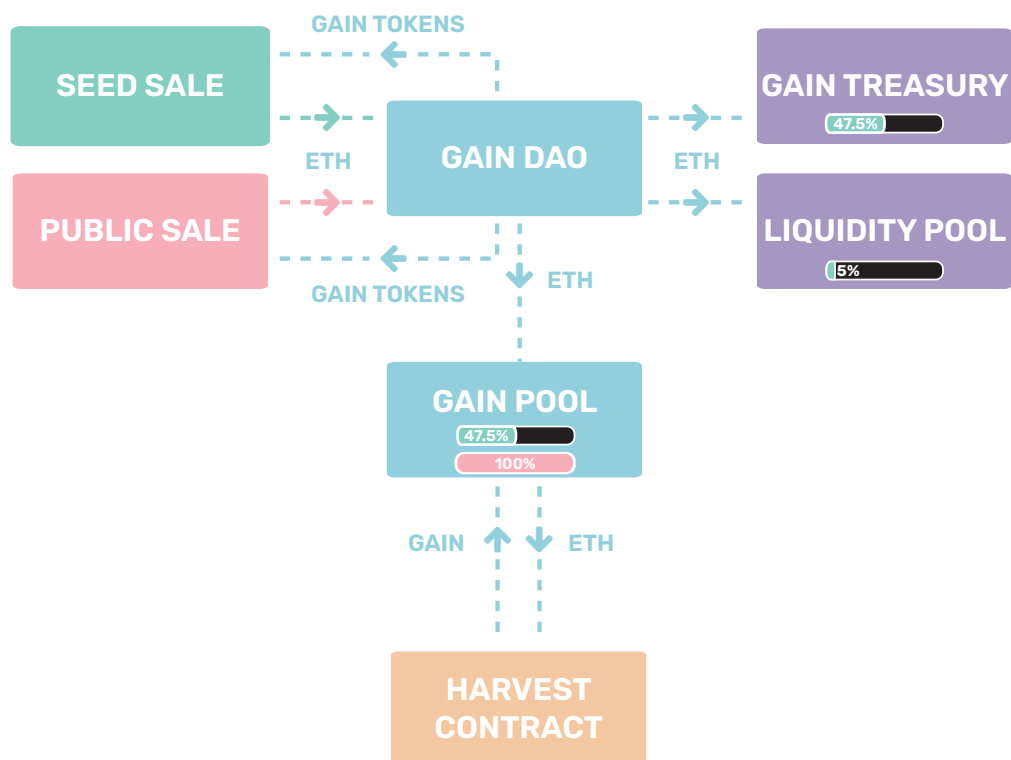 GAIN TOKENS
SEED SALE
GAIN TREASURY
47.5%
ETH
GAIN DAO
ETH
PUBLIC SALE
LIQUIDITY POOL
5%
GAIN TOKENS
ETH
GAIN POOL
47.5%
100%
GAIN
ETH
HARVEST
CONTRACT